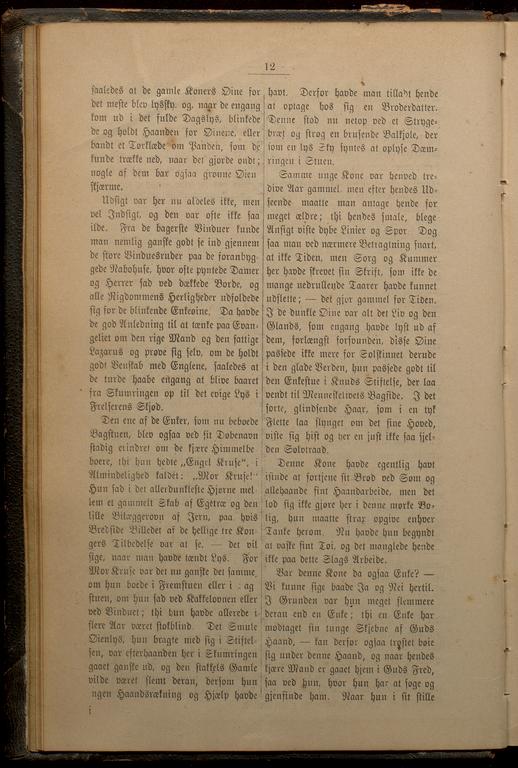 12
saaledes at de gamle Koners Øine for
det meste blev lyssky, og, naar de engang
kom ud i det fulde Dagslys, blinkede
de og holdt Haanden for Øinene, eller
bandt et Tørklæde om Panden, som de
kunde trække ned, naar det gjorde ondt;
nogle af dem bar ogsaa grønne Øien
skjærme.
Udsigt var her nu aldeles ikke, men
vel Indsigt, og den var ofte ikke saa
ilde. Fra de bagerste Vinduer kunde
man nemlig ganske godt se ind gjennem
de store Vinduesruder paa de foranbyg-
gede Nabohuse, hvor ofte pyntede Damer
og Herrer sad ved dækkede Borde, og
alle Rigdommens Herligheder udfoldede
sig for de blinkende Enkeøine. Da havde
de god Anledning til at tænke paa Evan-
geliet om den rige Mand og den fattige
Lazarus og prøve sig selv, om de holdt
godt Venskab med Englene, saaledes at
de turde haabe engang at blive baaret
fra Skumringen op til det evige Lys i
Frelserens Skjød.
Den ene af de Enker, som nu beboede
Bagstuen, blev ogsaa ved sit Døbenavn
stadig erindret om de kjære Himmelbe
boere, thi hun hedte „Engel Kruse“, i
Almindelighed kaldet: „Mor Kruse!“
Hun sad i det allerdunkleste Hjørne mel
lem et gammelt Skab af Egetræ og den
lille Bilæggerovn af Jern, paa hvis
Bredside Billedet af de hellige tre Kon
gers Tilbedelse var at se, — det vil
sige, naar man havde tændt Lys. For
Mor Kruse var det nu ganske det samme,
om hun boede i Fremstuen eller i
stuen, om hun sad ved Kakkelovnen eller
ved Vinduet; thi hun havde allerede i
flere Aar været stokblind. Det Smule
Øienlys, hun bragte med sig i Stiftel-
sen, var efterhaanden her i Skumringen
gaaet ganske ud, og den stakkels Gamle
vilde været slemt deran, dersom hun
ngen Haandsrækning og Hjælp havde
i
havt. Derfor havde man tilladt hende
at optage hos sig en Broderdatter.
Denne stod nu netop ved et Stryge-
bræt og strøg en brusende Balkjole, der
som en lys Sky syntes at oplyse Dæm-
ringen i Stuen.
Samme unge Kone var henved tre-
dive Aar gammel, men efter hendes Ud-
seende maatte man antage hende for
meget ældre; thi hendes smale, blege
Ansigt viste dybe Linier og Spor. Dog
saa man ved nærmere Betragtning snart,
at ikke Tiden, men Sorg og Kummer
her havde skrevet sin Skrift, som ikke de
mange nedrullende Taarer havde kunnet
udslette; — det gjør gammel før Tiden.
I de dunkle Øine var alt det Liv og den
Glands, som engang havde lyst ud af
dem, forlængst forsvunden, disse Øine
passede ikke mere for Solskinnet derude
i den glade Verden, hun passede godt til
den Enkestue i Knuds Stiftelse, der laa
vendt til Menneskelivets Bagside. I det
sorte, glindsende Haar, som i en tyk
Flette laa slynget om det fine Hoved,
viste sig hist og her en just ikke saa sjel-
den Sølvtraad.
Denne Kone havde egentlig havt
isinde at fortjene sit Brød ved Søm og
allehaande fint Haandarbeide, men det
lod sig ikke gjøre her i denne mørke Bo-
lig, hun maatte strax opgive enhver
Tanke herom. Nu havde hun begyndt
at vaske fint Tøi, og det manglede hende
ikke paa dette Slags Arbeide.
Var denne Kone da ogsaa Enke? —
Vi kunne sige baade Ja og Nei hertil.
I Grunden var hun meget slemmere
deran end en Enke; thi en Enke har
modtaget sin tunge Skjebne af Guds
Haand, — kan derfor ogsaa trøstet bøie
sig under denne Haand, og naar hendes
kjære Mand er gaaet hjem i Guds Fred,
saa ved hun, hvor hun har at søge og
gjenfinde ham. Naar hun i sit stille